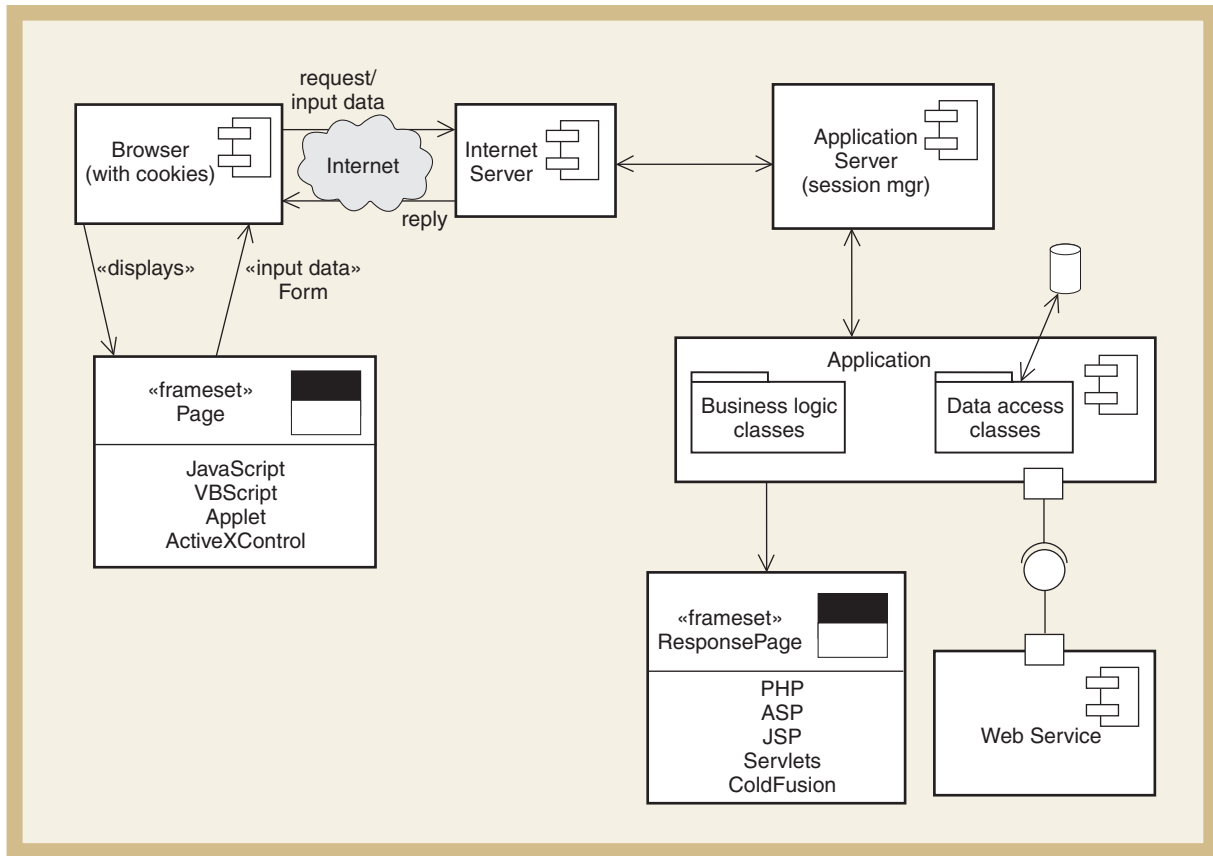 request/
input data
Browser
(with cookies)
Internet
Internet
Server
reply
Application
Server
(session mgr)
«displays»
«input data»
Form
«frameset»
Page
JavaScript
VBScript
Applet
ActiveXControl
Application
Business logic
classes
Data access
classes
«frameset»
ResponsePage
PHP
ASP
JSP
Servlets
ColdFusion
Web Service